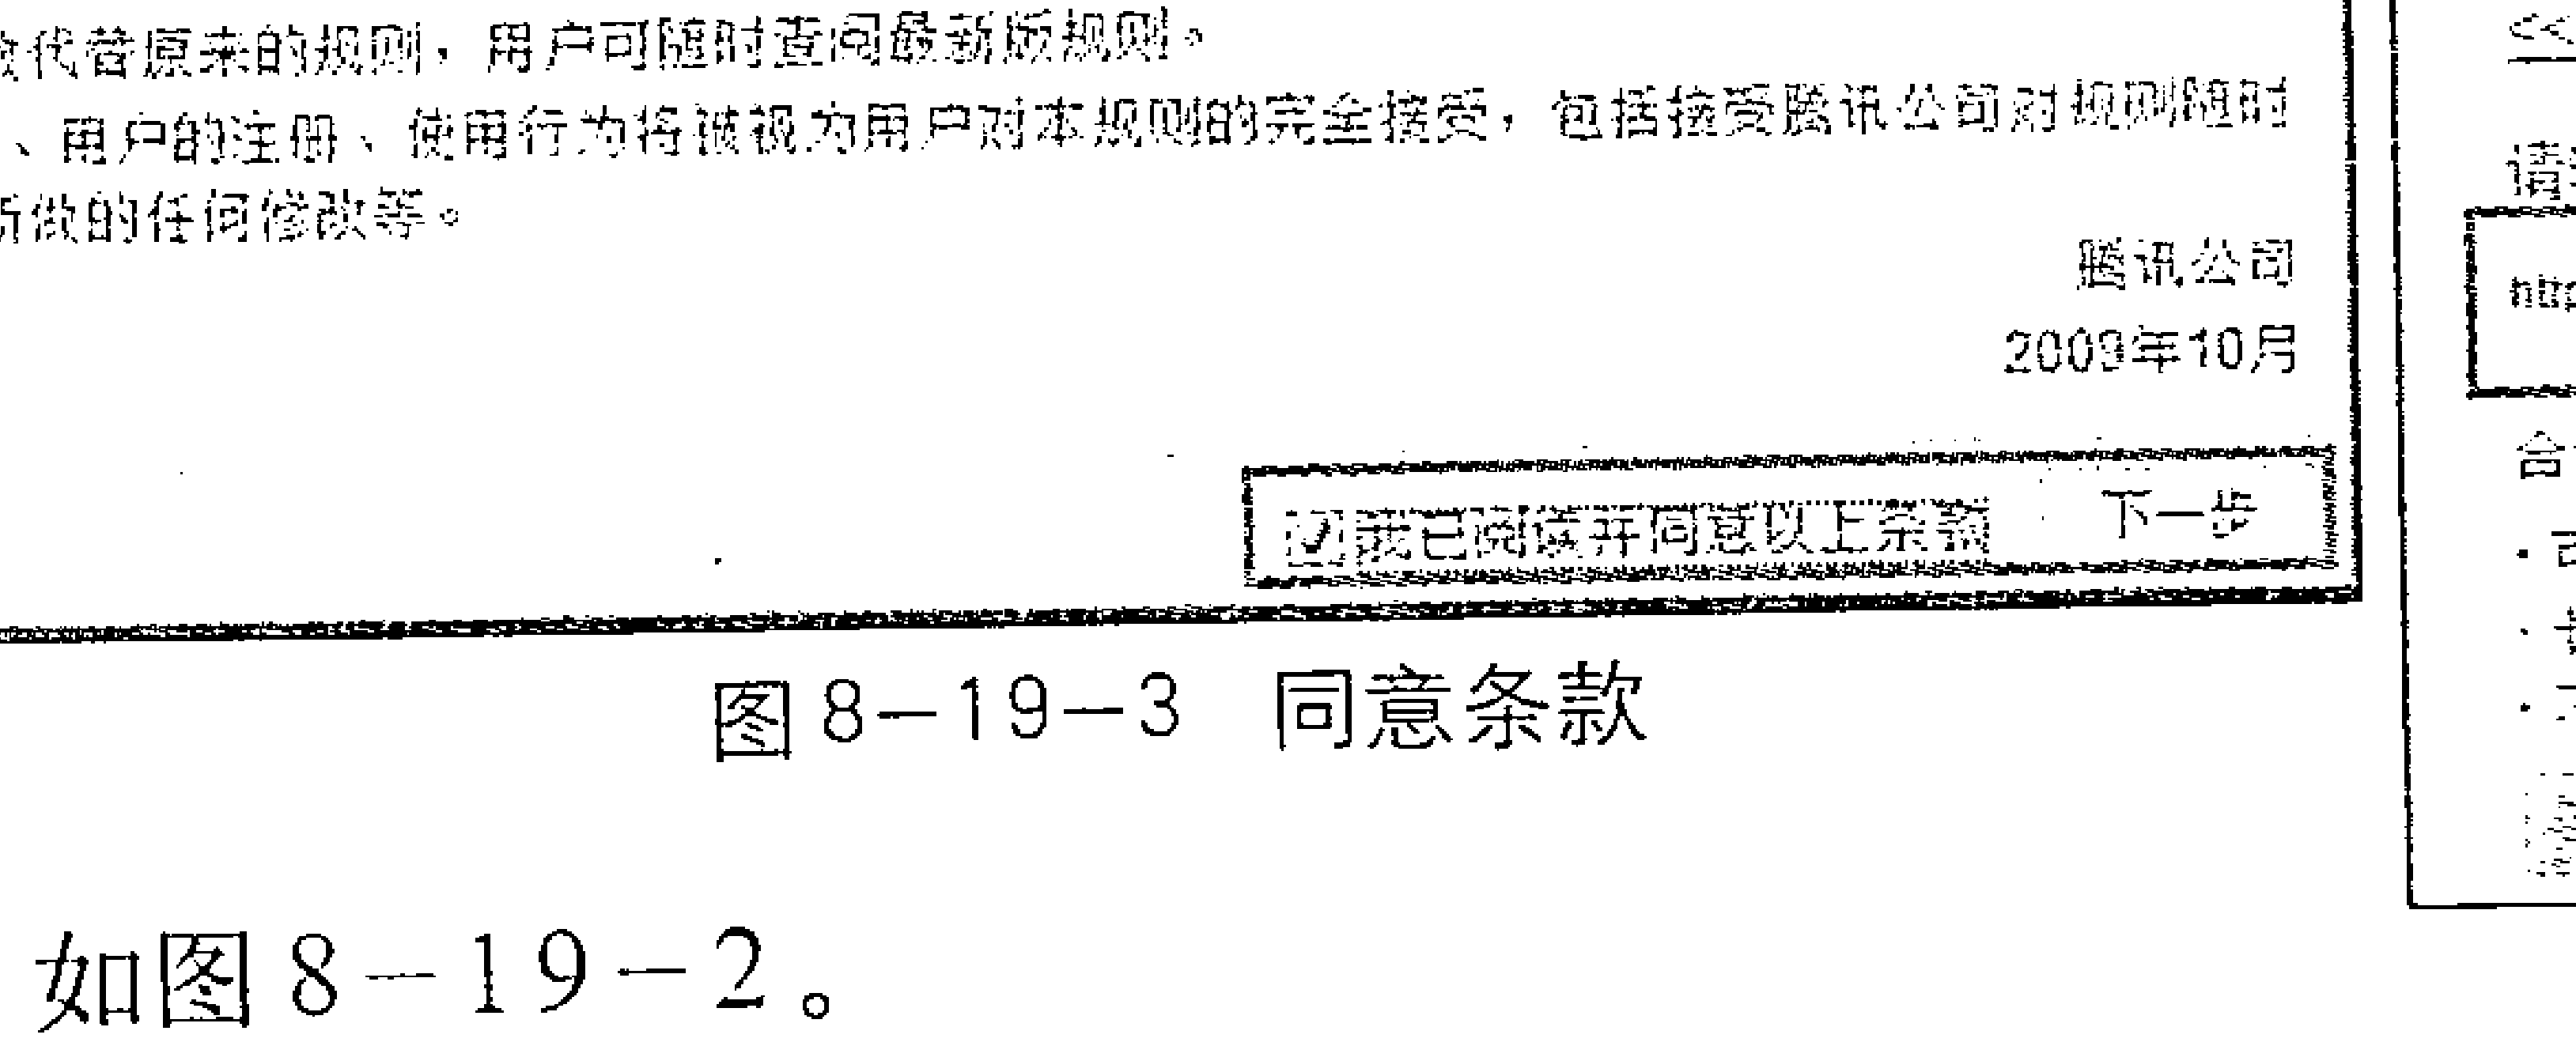 代替原来的规则，用户可随时查阅最新版规则。
、用户的注册、使用行为将被视为用户对本规则的完全接受，包括接受腾讯公司对规则随时
所做的任何修改等。
腾讯公司
2009年10月
我已阅读并同意以上条款 下一步
图8-19-3 同意条款
如图8-19-2。
<<
请
http
合